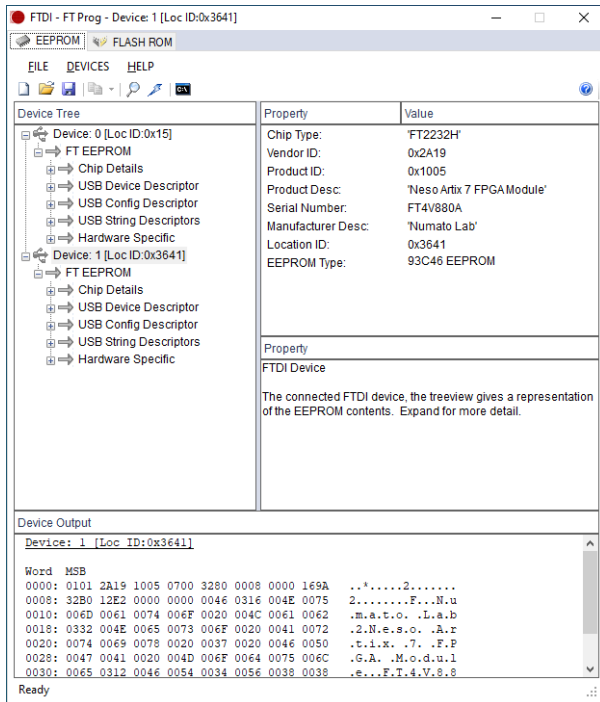 FTDI - FT Prog - Device: 1 [Loc ID:0x3641]
EEPROM FLASH ROM
FILE DEVICES HELP
Device Tree
Device: 0 [Loc ID:0x15]
FT EEPROM
Chip Details
USB Device Descriptor
USB Config Descriptor
USB String Descriptors
Hardware Specific
Device: 1 [Loc ID:0x3641]
FT EEPROM
Chip Details
USB Device Descriptor
USB Config Descriptor
USB String Descriptors
Hardware Specific
Property Value
Chip Type: 'FT2232H'
Vendor ID: 0x2A19
Product ID: 0x1005
Product Desc: 'Neso Artix 7 FPGA Module'
Serial Number: FT4V880A
Manufacturer Desc: 'Numato Lab'
Location ID: 0x3641
EEPROM Type: 93C46 EEPROM
Property
FTDI Device
The connected FTDI device, the treeview gives a representation
of the EEPROM contents. Expand for more detail.
Device Output
Device: 1 [Loc ID:0x3641]
Word MSB
0000: 0101 2A19 1005 0700 3280 0008 0000 169A ..*.....2.......
0008: 32B0 12E2 0000 0000 0046 0316 004E 0075 2........F...N.u
0010: 006D 0061 0074 006F 0020 004C 0061 0062 .m.a.t.o. .L.a.b
0018: 0332 004E 0065 0073 006F 0020 0041 0072 .2.N.e.s.o. .A.r
0020: 0074 0069 0078 0020 0037 0020 0046 0050 .t.i.x. .7. .F.P
0028: 0047 0041 0020 004D 006F 0064 0075 006C .G.A. .M.o.d.u.l
0030: 0065 0312 0046 0054 0034 0056 0038 0038 .e...F.T.4.V.8.8
Ready